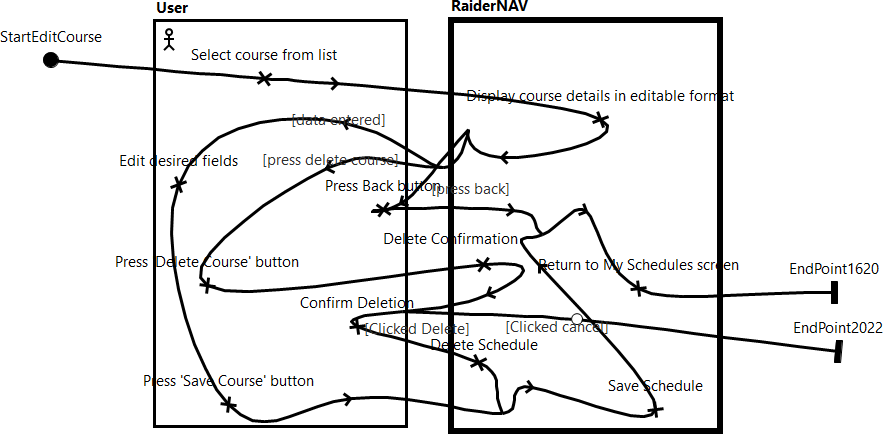 User
RaiderNAV
StartEditCourse
Select course from list
Display course details in editable format
[data entered]
Edit desired fields
[press delete course]
Press Back button
[press back]
Delete Confirmation
Press 'Delete Course' button
Return to My Schedules screen
EndPoint1620
Confirm Deletion
[Clicked Delete]
[Clicked cancel]
EndPoint2022
Delete Schedule
Press 'Save Course' button
Save Schedule